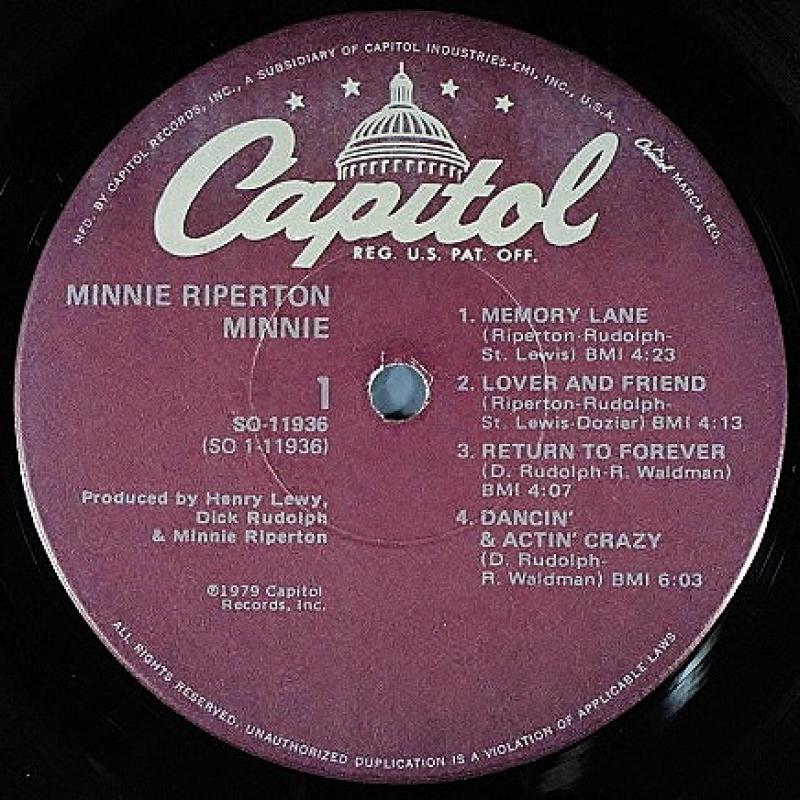 MFD. BY CAPITOL RECORDS, INC., A SUBSIDIARY OF CAPITOL INDUSTRIES-EMI, INC., U.S.A. · Capitol MARCA REG.
Capitol
REG. U.S. PAT. OFF.
MINNIE RIPERTON
MINNIE
1
SO-11936
(SO 1-11936)
Produced by Henry Lewy,
Dick Rudolph
& Minnie Riperton
℗1979 Capitol
Records, Inc.
1. MEMORY LANE
(Riperton-Rudolph-
St. Lewis) BMI 4:23
2. LOVER AND FRIEND
(Riperton-Rudolph-
St. Lewis-Dozier) BMI 4:13
3. RETURN TO FOREVER
(D. Rudolph-R. Waldman)
BMI 4:07
4. DANCIN'
& ACTIN' CRAZY
(D. Rudolph-
R. Waldman) BMI 6:03
ALL RIGHTS RESERVED. UNAUTHORIZED DUPLICATION IS A VIOLATION OF APPLICABLE LAWS